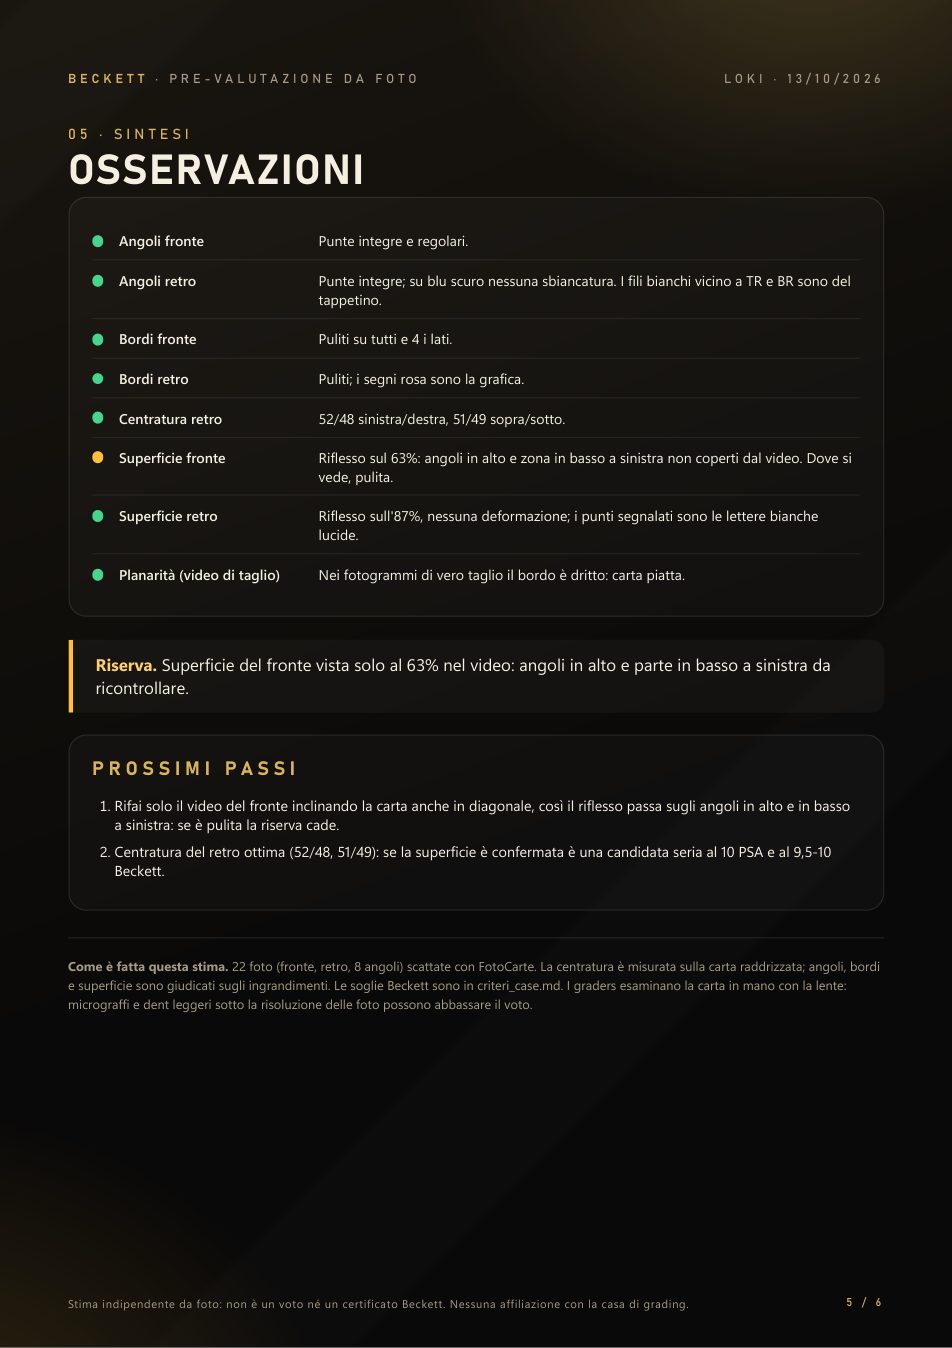 BECKETT · PRE-VALUTAZIONE DA FOTO
LOKI · 13/10/2026
05 · SINTESI
OSSERVAZIONI
Angoli fronte
Punte integre e regolari.
Angoli retro
Punte integre; su blu scuro nessuna sbiancatura. I fili bianchi vicino a TR e BR sono del
tappetino.
Bordi fronte
Puliti su tutti e 4 i lati.
Bordi retro
Puliti; i segni rosa sono la grafica.
Centratura retro
52/48 sinistra/destra, 51/49 sopra/sotto.
Superficie fronte
Riflesso sul 63%: angoli in alto e zona in basso a sinistra non coperti dal video. Dove si
vede, pulita.
Superficie retro
Riflesso sull'87%, nessuna deformazione; i punti segnalati sono le lettere bianche
lucide.
Planarità (video di taglio)
Nei fotogrammi di vero taglio il bordo è dritto: carta piatta.
Riserva. Superficie del fronte vista solo al 63% nel video: angoli in alto e parte in basso a sinistra da
ricontrollare.
PROSSIMI PASSI
1. Rifai solo il video del fronte inclinando la carta anche in diagonale, così il riflesso passa sugli angoli in alto e in basso
a sinistra: se è pulita la riserva cade.
2. Centratura del retro ottima (52/48, 51/49): se la superficie è confermata è una candidata seria al 10 PSA e al 9,5-10
Beckett.
Come è fatta questa stima. 22 foto (fronte, retro, 8 angoli) scattate con FotoCarte. La centratura è misurata sulla carta raddrizzata; angoli, bordi
e superficie sono giudicati sugli ingrandimenti. Le soglie Beckett sono in criteri_case.md. I graders esaminano la carta in mano con la lente:
micrograffi e dent leggeri sotto la risoluzione delle foto possono abbassare il voto.
Stima indipendente da foto: non è un voto né un certificato Beckett. Nessuna affiliazione con la casa di grading.
5 / 6